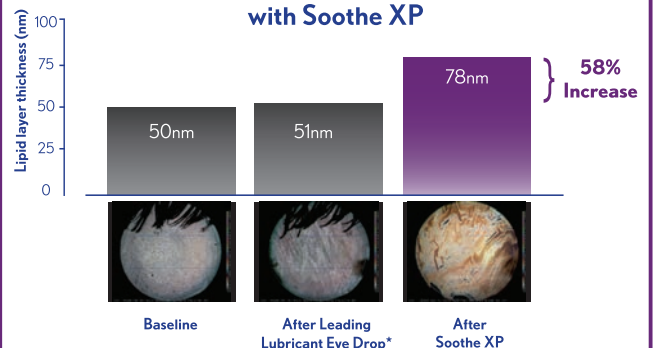 with Soothe XP
Lipid layer thickness (nm)
100
75
50
25
0
50nm
51nm
78nm
58%
Increase
Baseline
After Leading
Lubricant Eye Drop*
After
Soothe XP